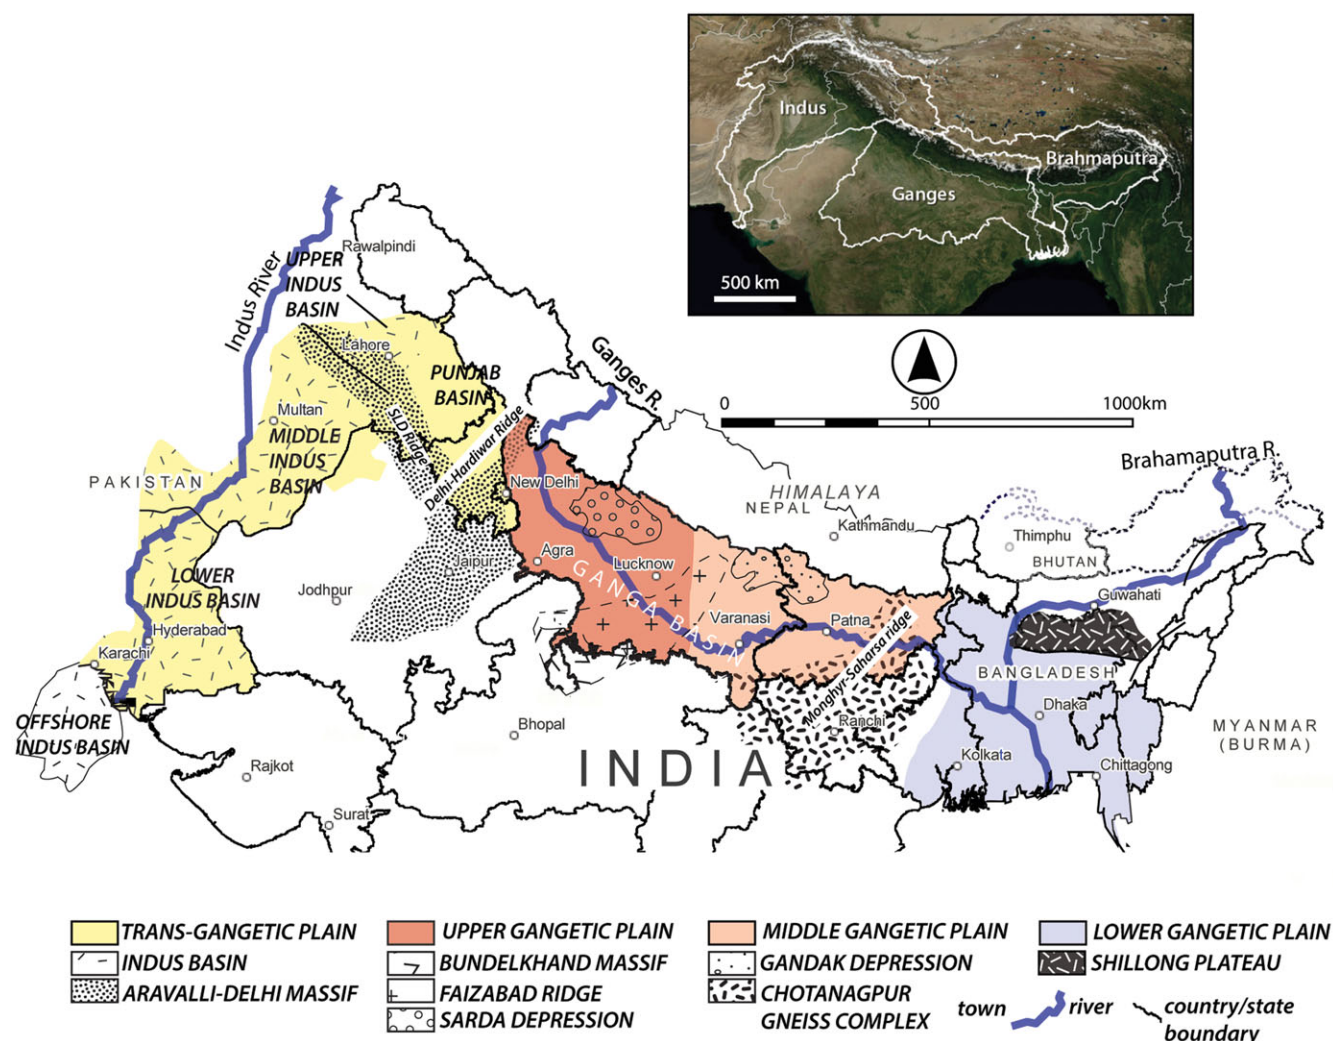 Indus
Brahmaputra
Ganges
500 km
Rawalpindi
UPPER
INDUS
BASIN
Indus River
Lahore
PUNJAB
BASIN
Ganges R.
0 500 1000km
Multan
MIDDLE
INDUS
BASIN
SLD Ridge
Delhi-Hardiwar Ridge
PAKISTAN
New Delhi
HIMALAYA
NEPAL
Kathmandu
Brahamaputra R.
Thimphu
BHUTAN
Agra
Lucknow
GANGA BASIN
Jaipur
Jodhpur
LOWER
INDUS BASIN
Hyderabad
Karachi
Varanasi
Patna
Guwahati
Monghyr-Saharsa ridge
BANGLADESH
OFFSHORE
INDUS BASIN
Bhopal
Ranchi
Dhaka
MYANMAR
(BURMA)
INDIA
Kolkata
Chittagong
Rajkot
Surat
TRANS-GANGETIC PLAIN
INDUS BASIN
ARAVALLI-DELHI MASSIF
UPPER GANGETIC PLAIN
BUNDELKHAND MASSIF
FAIZABAD RIDGE
SARDA DEPRESSION
MIDDLE GANGETIC PLAIN
GANDAK DEPRESSION
CHOTANAGPUR
GNEISS COMPLEX
LOWER GANGETIC PLAIN
SHILLONG PLATEAU
town
river
country/state
boundary